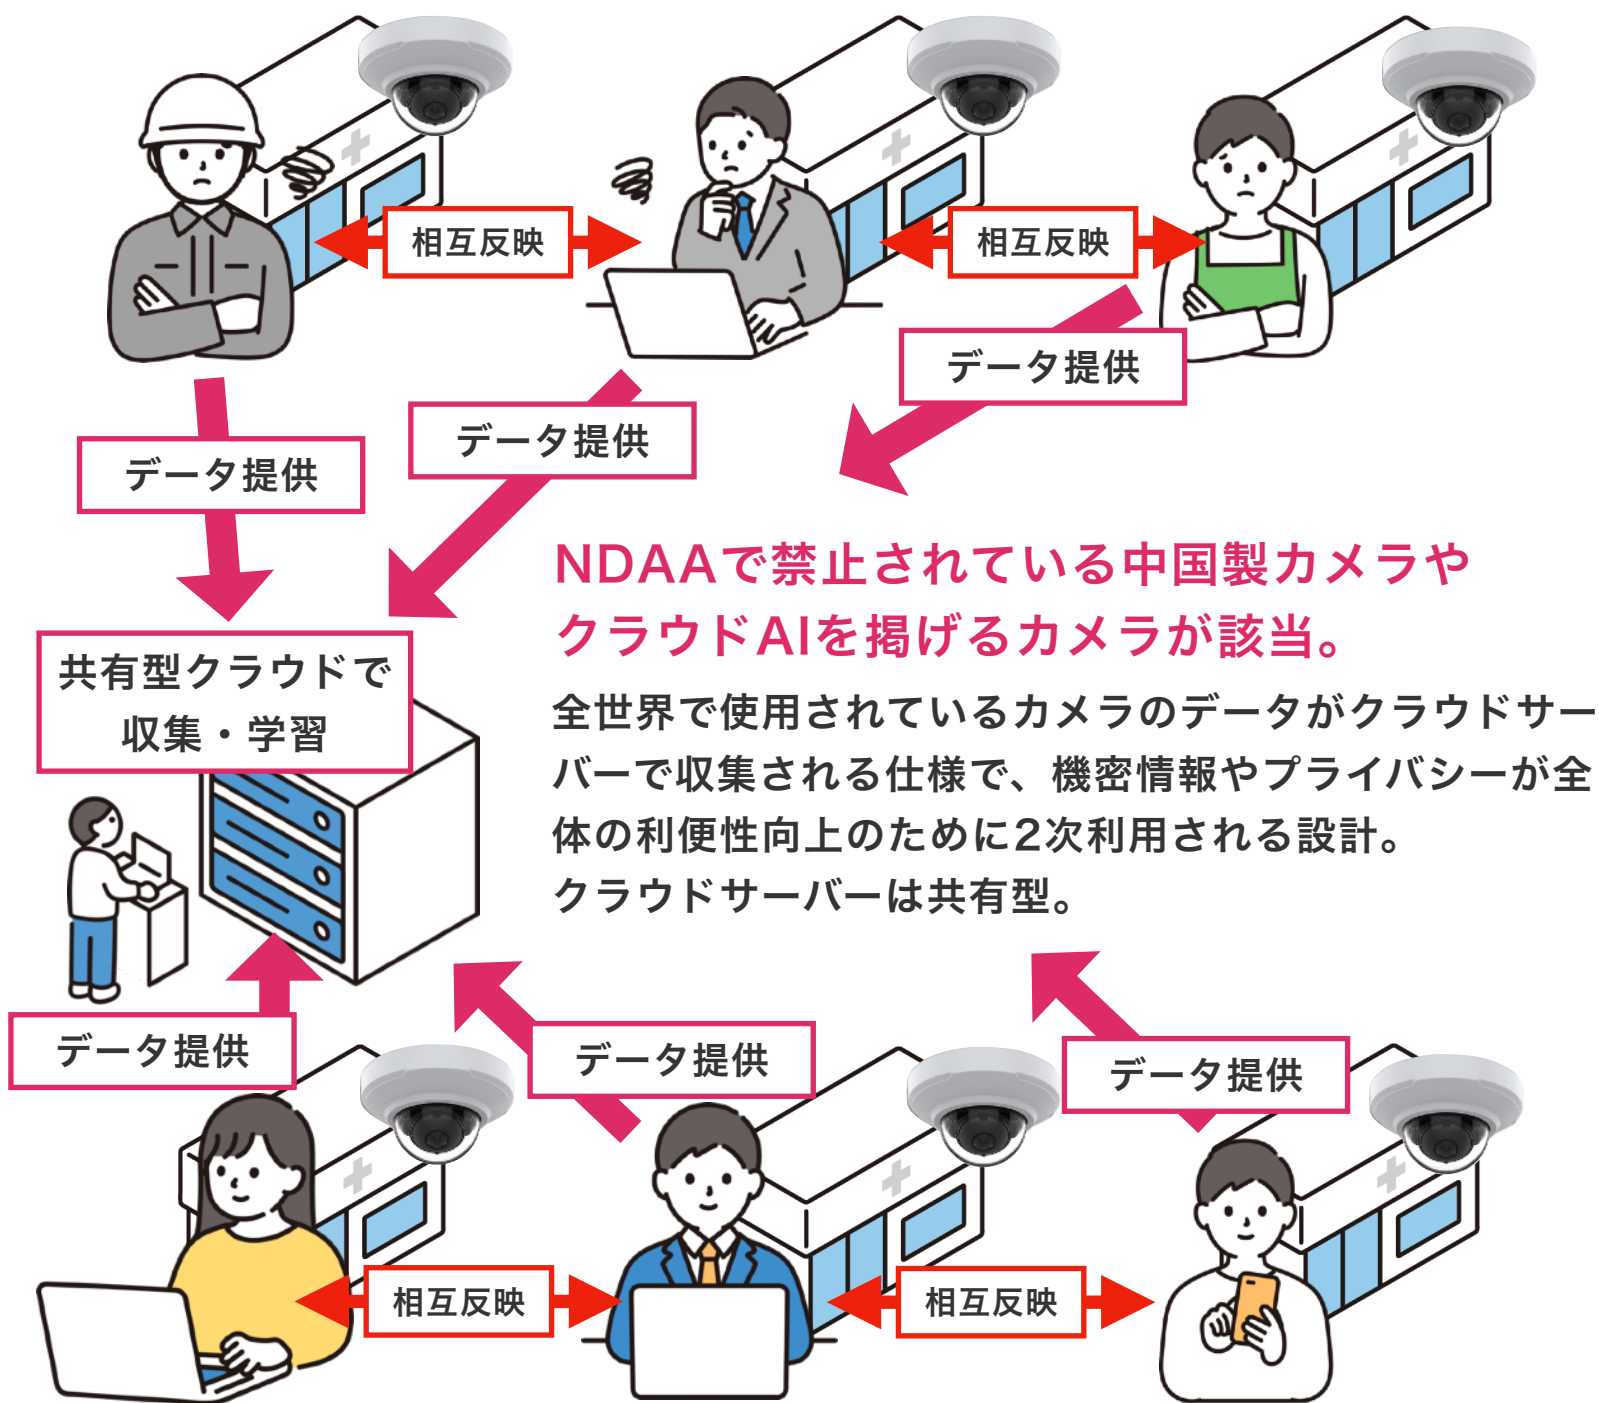 相互反映
相互反映
データ提供
データ提供
データ提供
NDAAで禁止されている中国製カメラや
クラウドAIを掲げるカメラが該当。
共有型クラウドで
収集・学習
全世界で使用されているカメラのデータがクラウドサー
バーで収集される仕様で、機密情報やプライバシーが全
体の利便性向上のために2次利用される設計。
クラウドサーバーは共有型。
データ提供
データ提供
データ提供
相互反映
相互反映